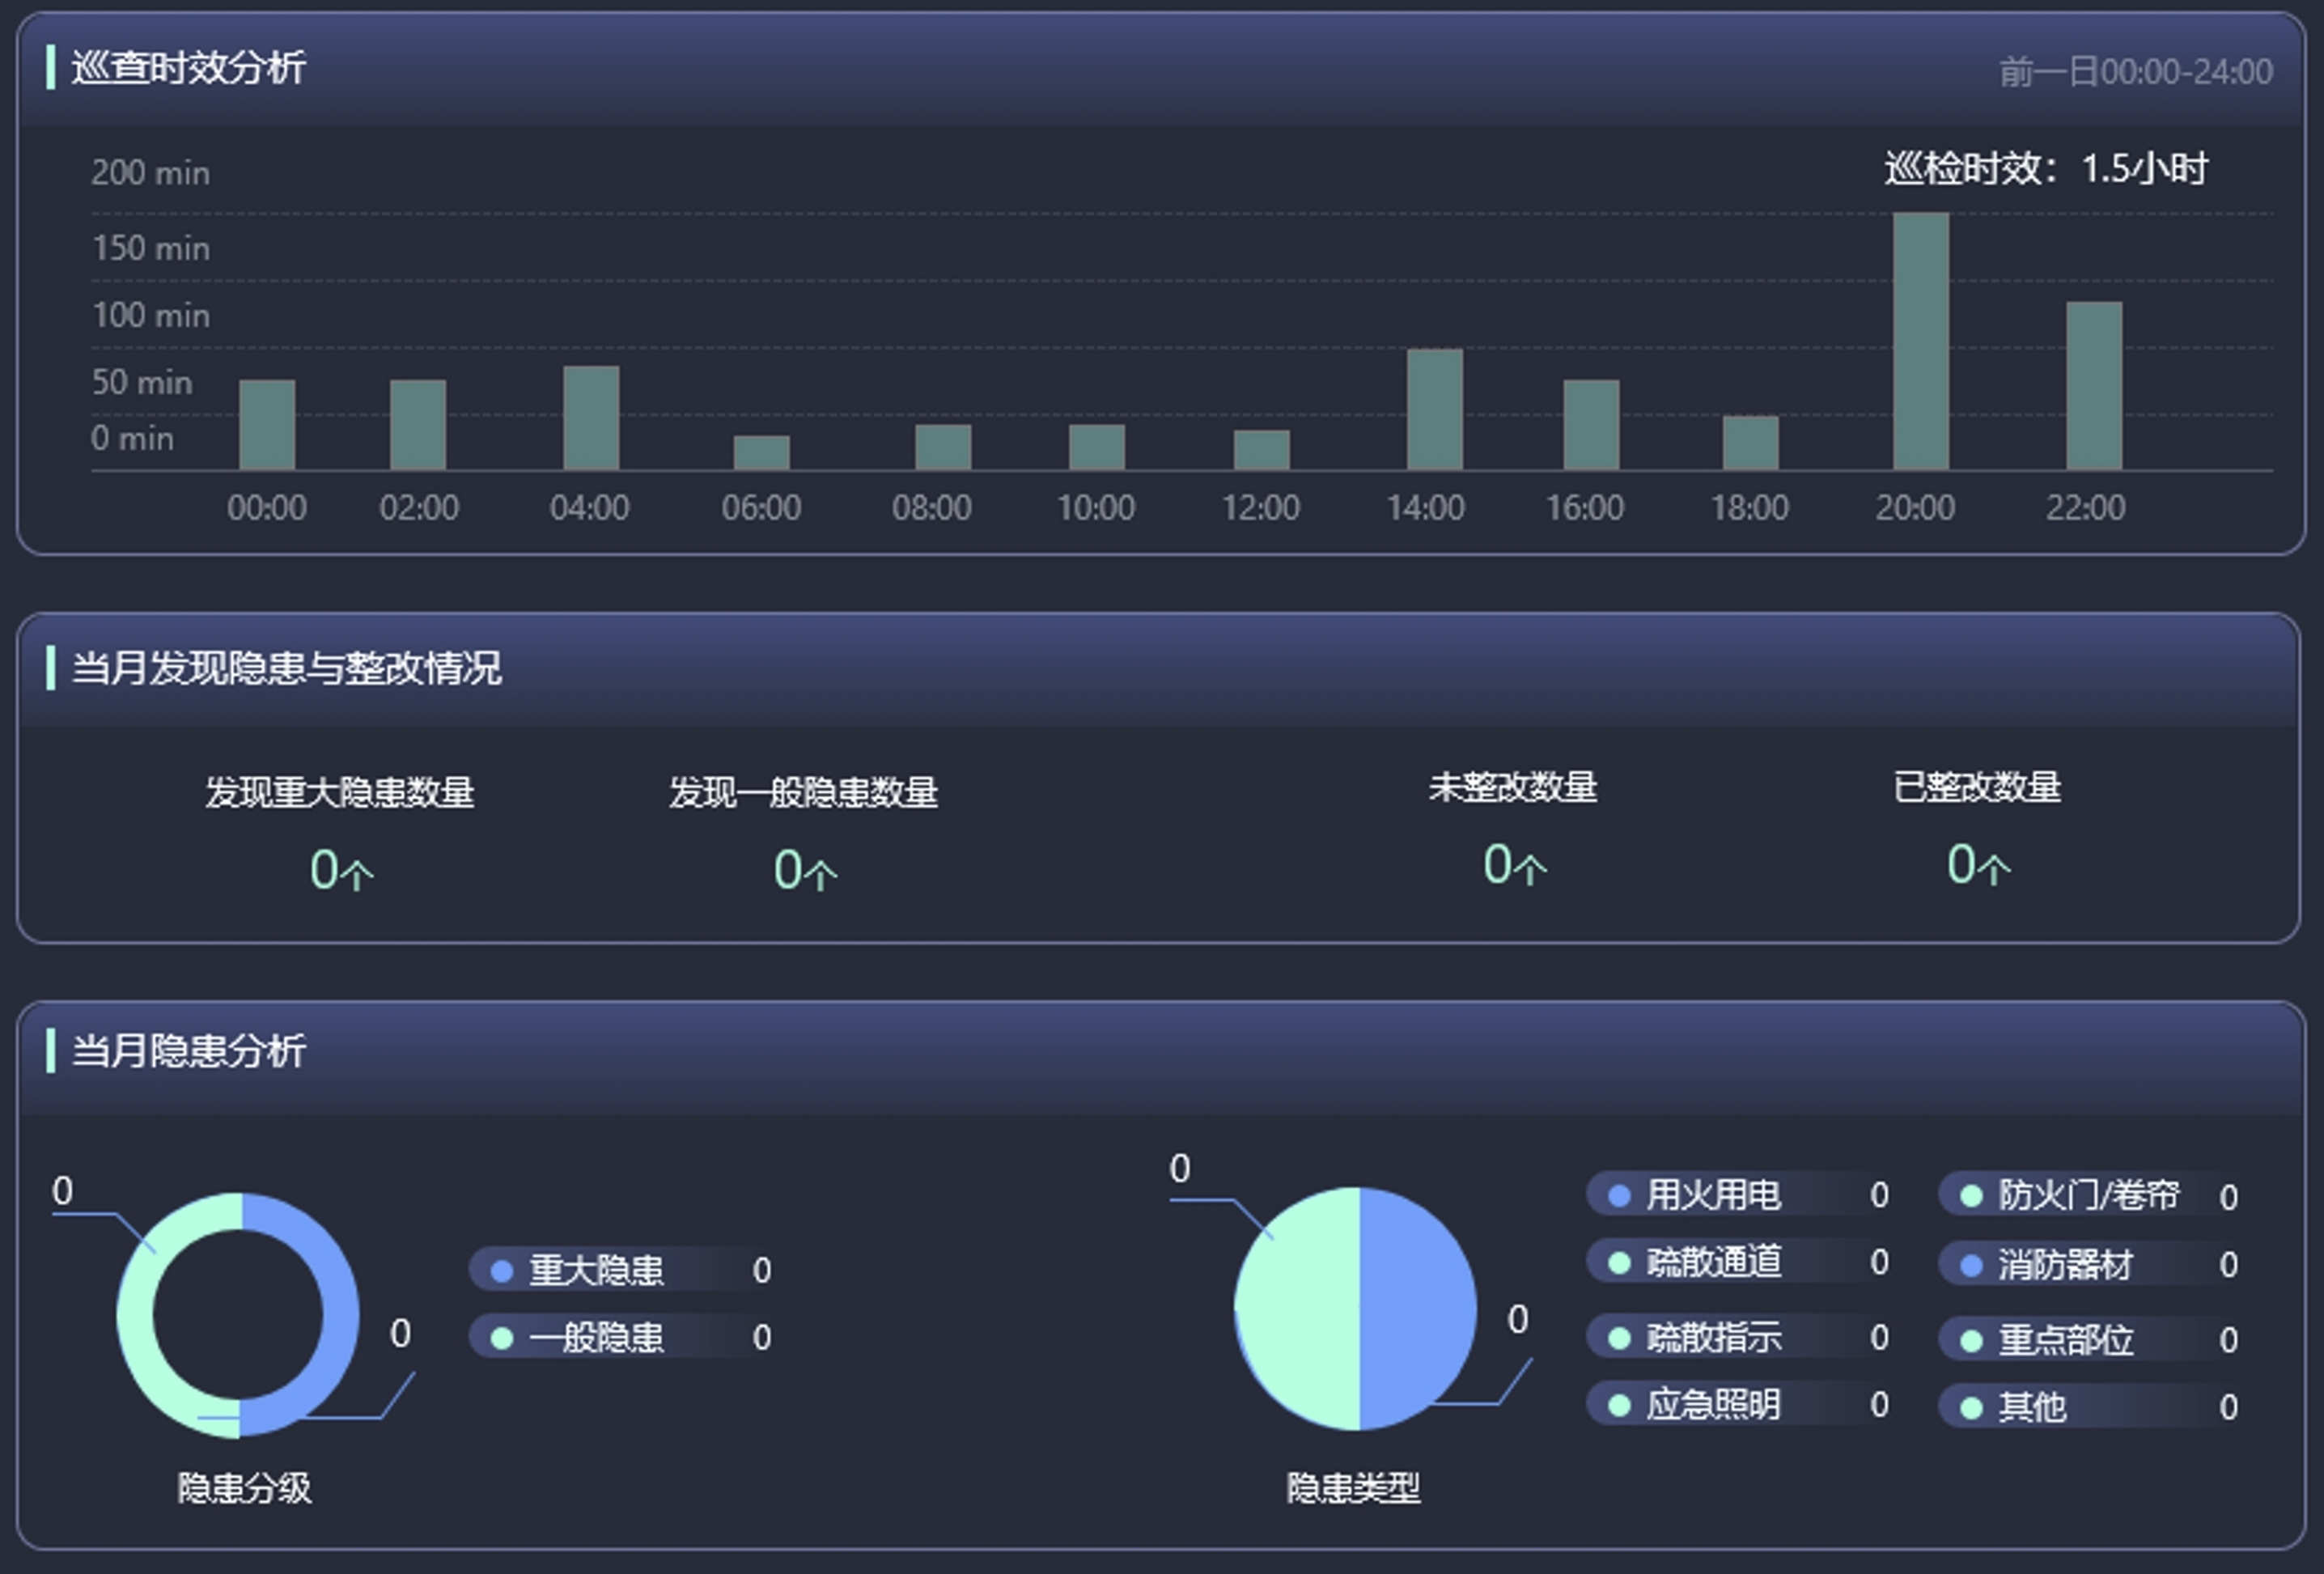 巡查时效分析
前一日00:00-24:00
巡检时效：1.5小时
200 min
150 min
100 min
50 min
0 min
00:00 02:00 04:00 06:00 08:00 10:00 12:00 14:00 16:00 18:00 20:00 22:00
当月发现隐患与整改情况
发现重大隐患数量 发现一般隐患数量 未整改数量 已整改数量
0个 0个 0个 0个
当月隐患分析
0
0
重大隐患 0
一般隐患 0
隐患分级
0
0
用火用电 0 防火门/卷帘 0
疏散通道 0 消防器材 0
疏散指示 0 重点部位 0
应急照明 0 其他 0
隐患类型